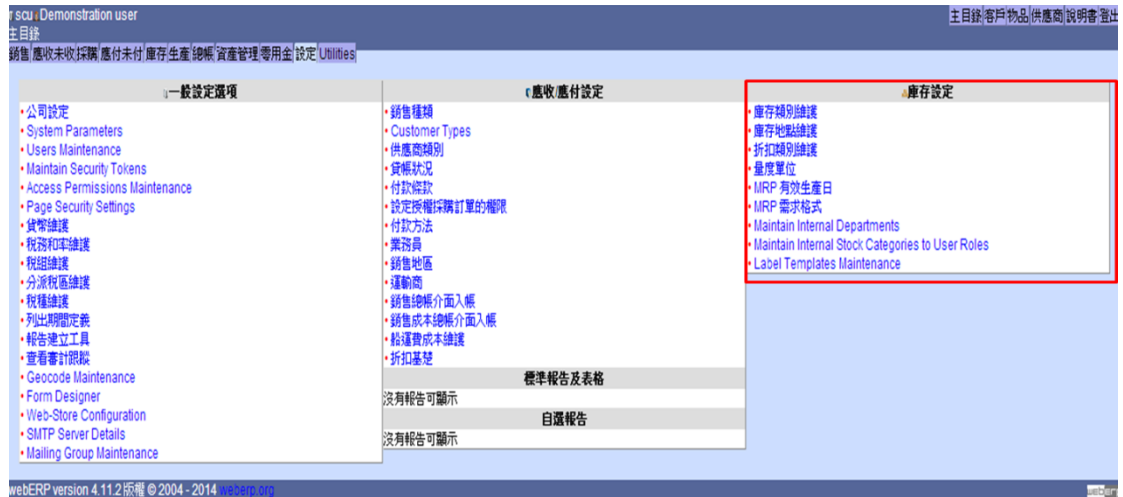 scu Demonstration user
主目錄 客戶 物品 供應商 說明書 登出
主目錄
銷售 應收未收 採購 應付未付 庫存 生產 總帳 資產管理 零用金 設定 Utilities
一般設定選項
公司設定
System Parameters
Users Maintenance
Maintain Security Tokens
Access Permissions Maintenance
Page Security Settings
貨幣維護
稅務和率維護
稅組維護
分派稅區維護
稅種維護
列出期間定義
報告建立工具
查看審計跟蹤
Geocode Maintenance
Form Designer
Web-Store Configuration
SMTP Server Details
Mailing Group Maintenance
應收/應付設定
銷售種類
Customer Types
供應商類別
貸帳狀況
付款條款
設定授權採購訂單的權限
付款方法
業務員
銷售地區
運輸商
銷售總帳介面入帳
銷售成本總帳介面入帳
船運費成本維護
折扣基楚
標準報告及表格
沒有報告可顯示
自選報告
沒有報告可顯示
庫存設定
庫存類別維護
庫存地點維護
折扣類別維護
量度單位
MRP 有效生產日
MRP 需求格式
Maintain Internal Departments
Maintain Internal Stock Categories to User Roles
Label Templates Maintenance
webERP version 4.11.2 版權 © 2004 - 2014 weberp.org